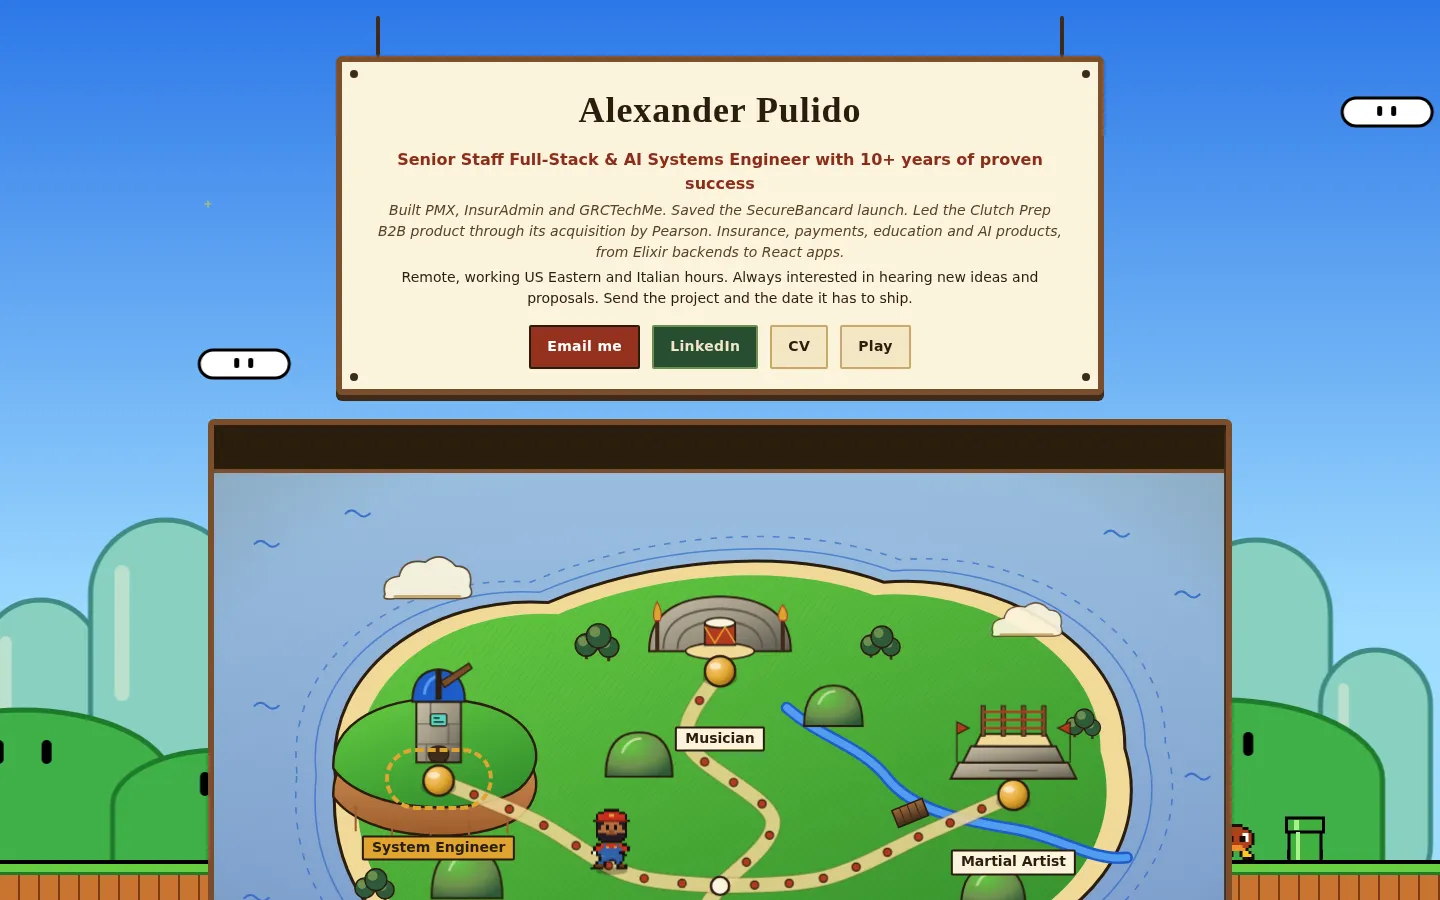 Alexander Pulido
Senior Staff Full-Stack & AI Systems Engineer with 10+ years of proven
success
Built PMX, InsurAdmin and GRCTechMe. Saved the SecureBancard launch. Led the Clutch Prep
B2B product through its acquisition by Pearson. Insurance, payments, education and AI products,
from Elixir backends to React apps.
Remote, working US Eastern and Italian hours. Always interested in hearing new ideas and
proposals. Send the project and the date it has to ship.
Email me
LinkedIn
CV
Play
Musician
System Engineer
Martial Artist